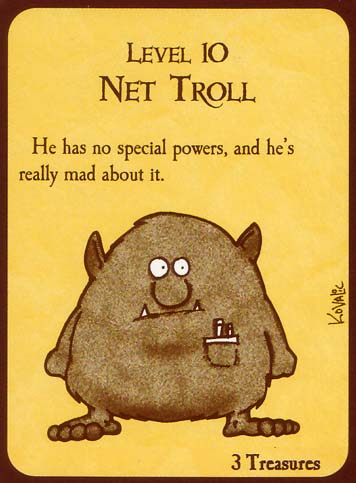 Level 10
Net Troll
He has no special powers, and he's
really mad about it.
Kovalic
3 Treasures